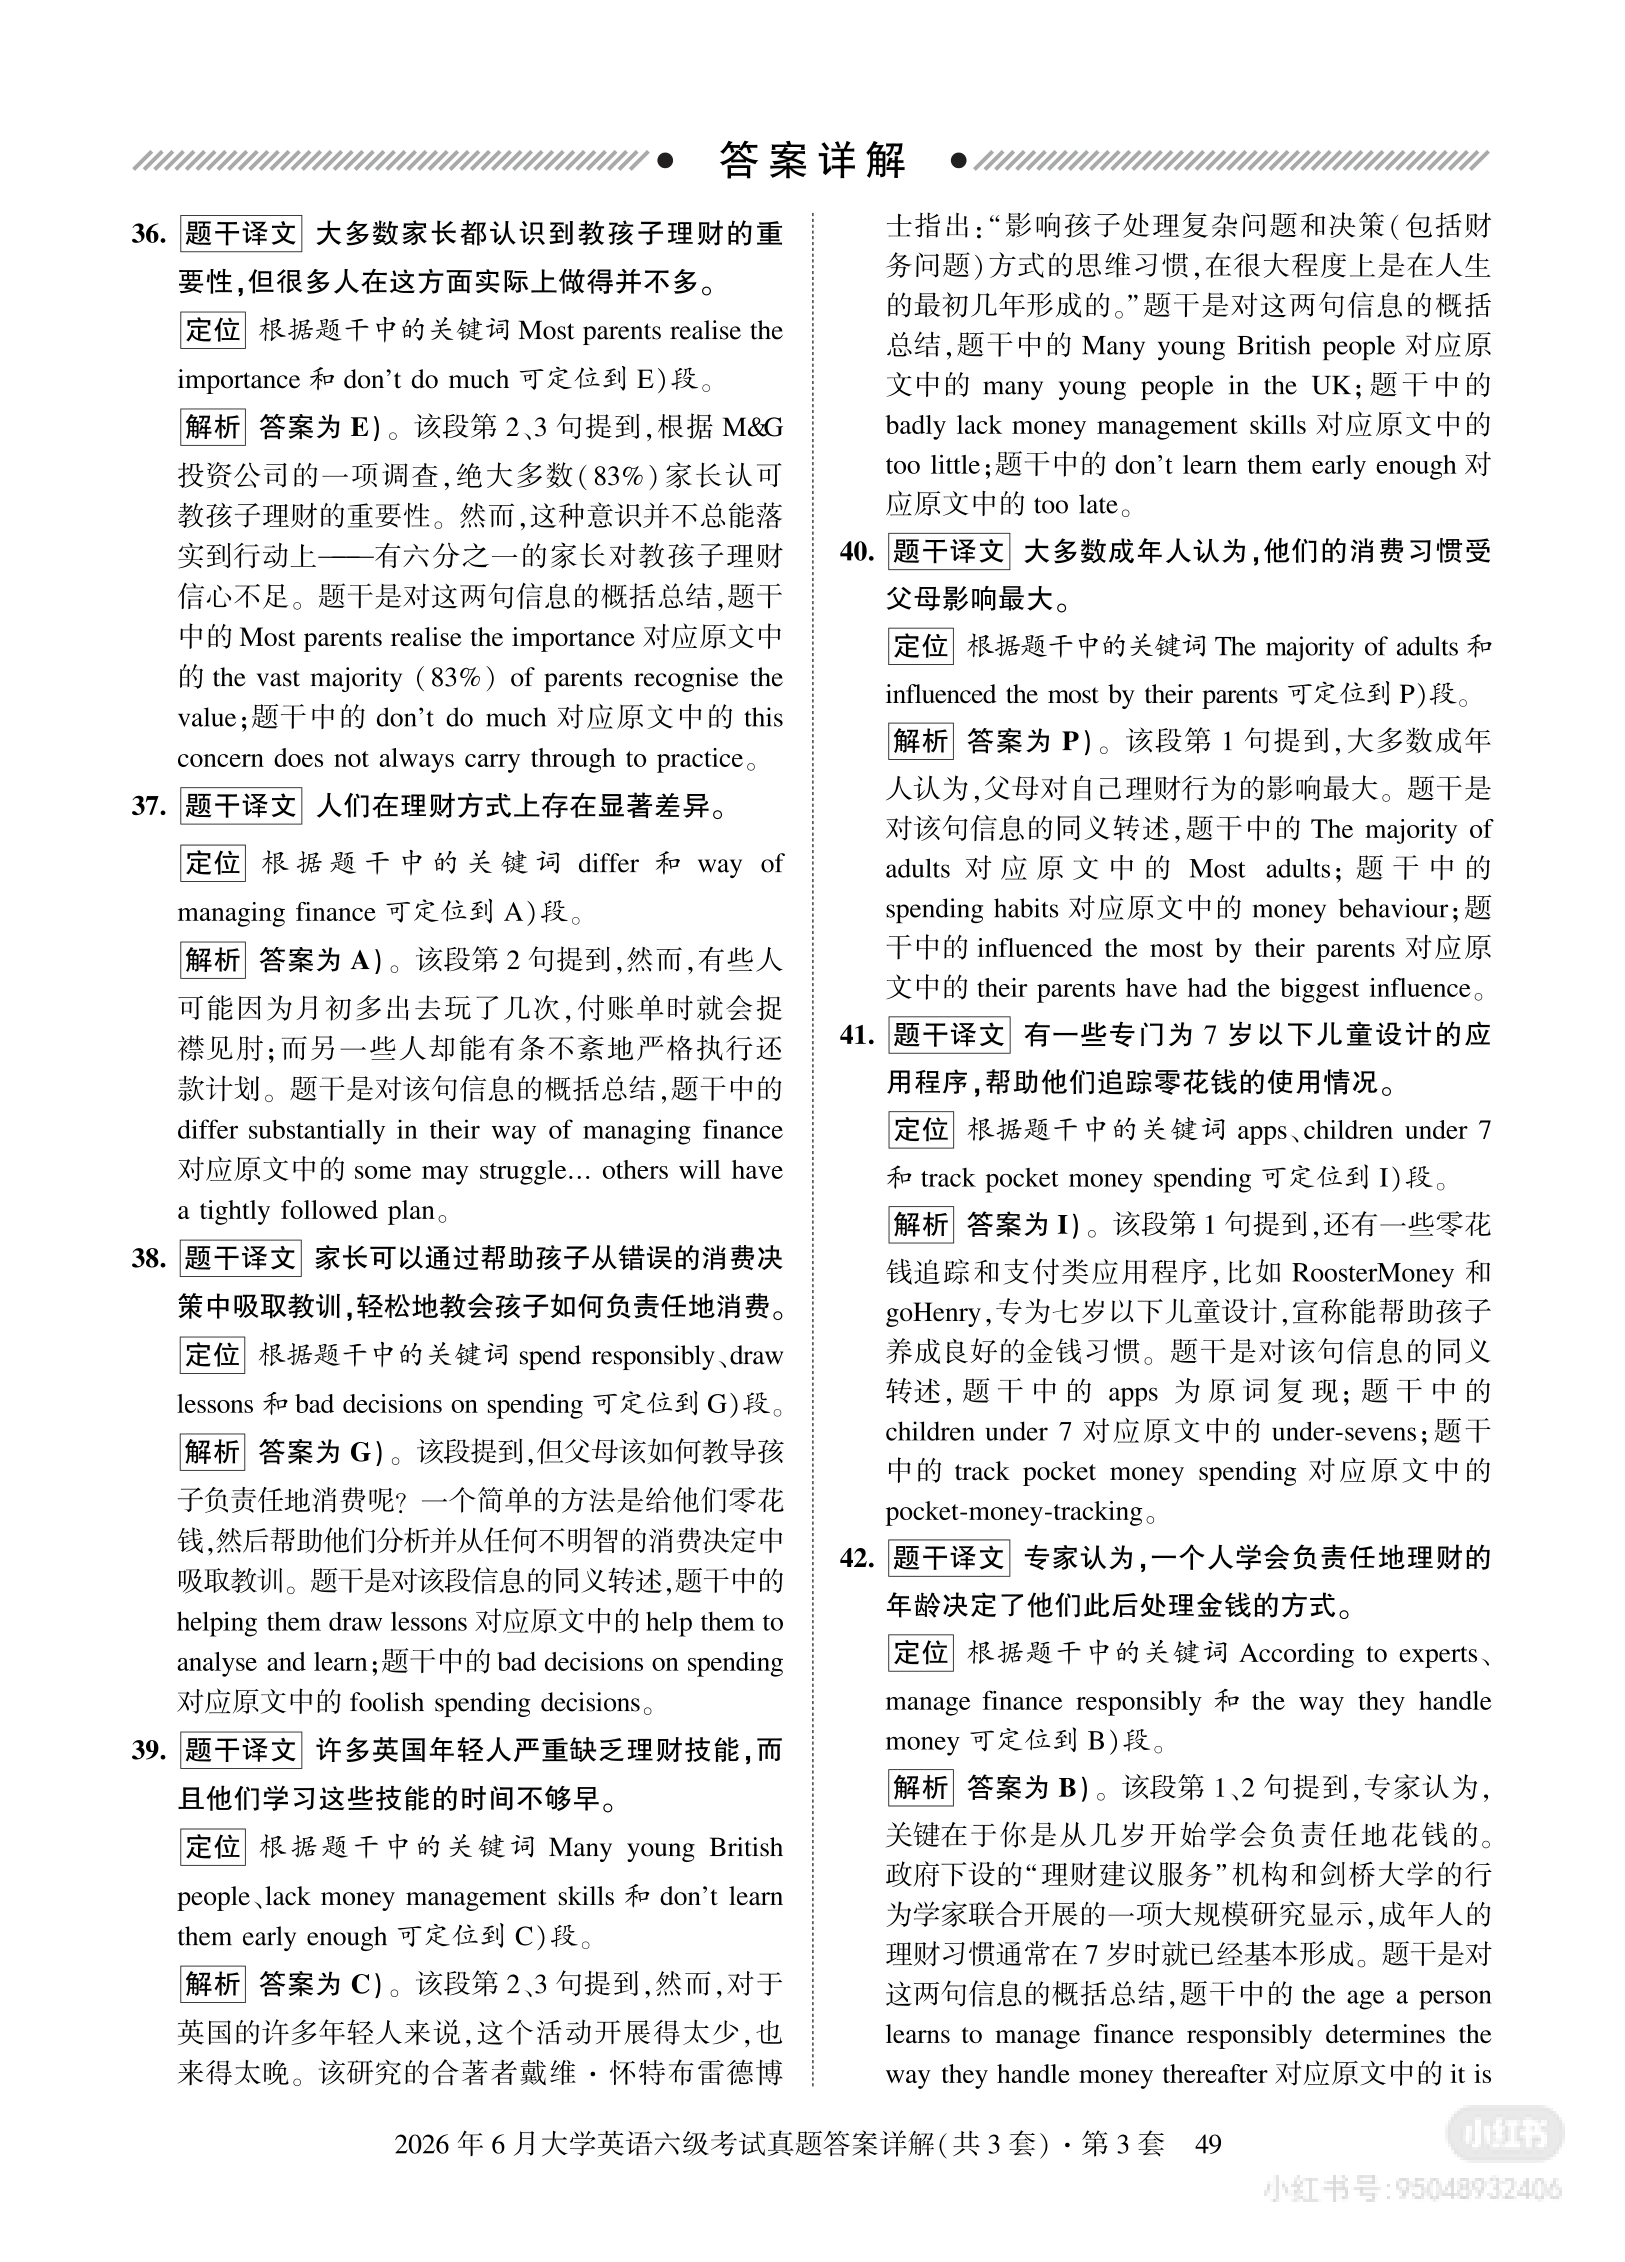 答案详解
36. 题干译文 大多数家长都认识到教孩子理财的重
要性,但很多人在这方面实际上做得并不多。
定位 根据题干中的关键词 Most parents realise the
importance 和 don't do much 可定位到 E)段。
解析 答案为 E)。该段第 2、3 句提到,根据 M&G
投资公司的一项调查,绝大多数(83%)家长认可
教孩子理财的重要性。然而,这种意识并不总能落
实到行动上——有六分之一的家长对教孩子理财
信心不足。题干是对这两句信息的概括总结,题干
中的 Most parents realise the importance 对应原文中
的 the vast majority (83%) of parents recognise the
value;题干中的 don't do much 对应原文中的 this
concern does not always carry through to practice。
37. 题干译文 人们在理财方式上存在显著差异。
定位 根据题干中的关键词 differ 和 way of
managing finance 可定位到 A)段。
解析 答案为 A)。该段第 2 句提到,然而,有些人
可能因为月初多出去玩了几次,付账单时就会捉
襟见肘;而另一些人却能有条不紊地严格执行还
款计划。题干是对该句信息的概括总结,题干中的
differ substantially in their way of managing finance
对应原文中的 some may struggle... others will have
a tightly followed plan。
38. 题干译文 家长可以通过帮助孩子从错误的消费决
策中吸取教训,轻松地教会孩子如何负责任地消费。
定位 根据题干中的关键词 spend responsibly、draw
lessons 和 bad decisions on spending 可定位到 G)段。
解析 答案为 G)。该段提到,但父母该如何教导孩
子负责任地消费呢?一个简单的方法是给他们零花
钱,然后帮助他们分析并从任何不明智的消费决定中
吸取教训。题干是对该段信息的同义转述,题干中的
helping them draw lessons 对应原文中的 help them to
analyse and learn;题干中的 bad decisions on spending
对应原文中的 foolish spending decisions。
39. 题干译文 许多英国年轻人严重缺乏理财技能,而
且他们学习这些技能的时间不够早。
定位 根据题干中的关键词 Many young British
people、lack money management skills 和 don't learn
them early enough 可定位到 C)段。
解析 答案为 C)。该段第 2、3 句提到,然而,对于
英国的许多年轻人来说,这个活动开展得太少,也
来得太晚。该研究的合著者戴维·怀特布雷德博
士指出:“影响孩子处理复杂问题和决策(包括财
务问题)方式的思维习惯,在很大程度上是在人生
的最初几年形成的。”题干是对这两句信息的概括
总结,题干中的 Many young British people 对应原
文中的 many young people in the UK;题干中的
badly lack money management skills 对应原文中的
too little;题干中的 don't learn them early enough 对
应原文中的 too late。
40. 题干译文 大多数成年人认为,他们的消费习惯受
父母影响最大。
定位 根据题干中的关键词 The majority of adults 和
influenced the most by their parents 可定位到 P)段。
解析 答案为 P)。该段第 1 句提到,大多数成年
人认为,父母对自己理财行为的影响最大。题干是
对该句信息的同义转述,题干中的 The majority of
adults 对应原文中的 Most adults;题干中的
spending habits 对应原文中的 money behaviour;题
干中的 influenced the most by their parents 对应原
文中的 their parents have had the biggest influence。
41. 题干译文 有一些专门为 7 岁以下儿童设计的应
用程序,帮助他们追踪零花钱的使用情况。
定位 根据题干中的关键词 apps、children under 7
和 track pocket money spending 可定位到 I)段。
解析 答案为 I)。该段第 1 句提到,还有一些零花
钱追踪和支付类应用程序,比如 RoosterMoney 和
goHenry,专为七岁以下儿童设计,宣称能帮助孩子
养成良好的金钱习惯。题干是对该句信息的同义
转述,题干中的 apps 为原词复现;题干中的
children under 7 对应原文中的 under-sevens;题干
中的 track pocket money spending 对应原文中的
pocket-money-tracking。
42. 题干译文 专家认为,一个人学会负责任地理财的
年龄决定了他们此后处理金钱的方式。
定位 根据题干中的关键词 According to experts、
manage finance responsibly 和 the way they handle
money 可定位到 B)段。
解析 答案为 B)。该段第 1、2 句提到,专家认为,
关键在于你是从几岁开始学会负责任地花钱的。
政府下设的“理财建议服务”机构和剑桥大学的行
为学家联合开展的一项大规模研究显示,成年人的
理财习惯通常在 7 岁时就已经基本形成。题干是对
这两句信息的概括总结,题干中的 the age a person
learns to manage finance responsibly determines the
way they handle money thereafter 对应原文中的 it is
2026 年 6 月大学英语六级考试真题答案详解(共 3 套)·第 3 套 49
小红书
小红书号:95048932406